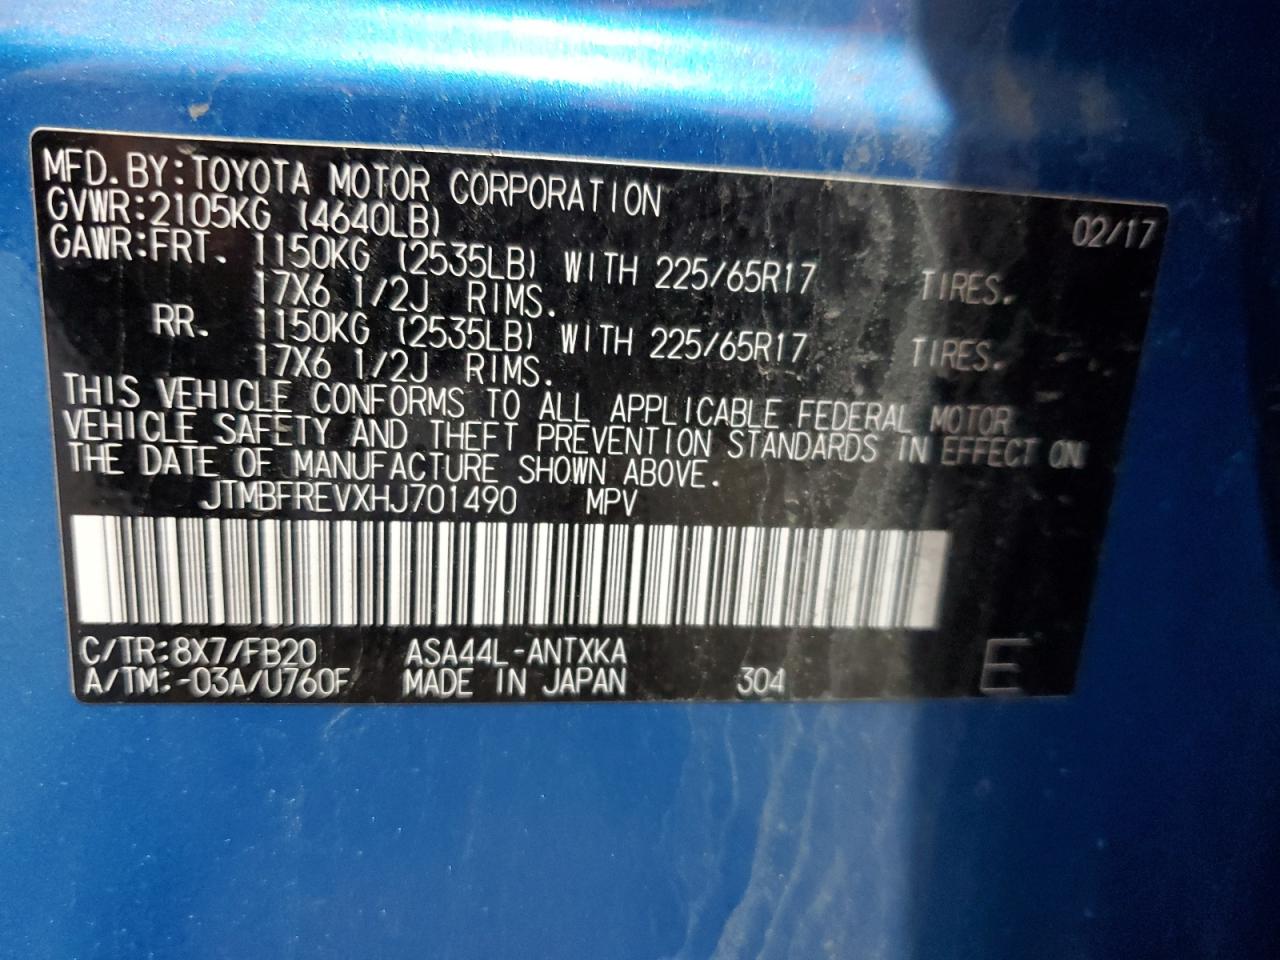 MFD.BY:TOYOTA MOTOR CORPORATION 02/17
GVWR:2105KG (4640LB)
GAWR:FRT. 1150KG (2535LB) WITH 225/65R17 TIRES.
17X6 1/2J RIMS.
RR. 1150KG (2535LB) WITH 225/65R17 TIRES.
17X6 1/2J RIMS.
THIS VEHICLE CONFORMS TO ALL APPLICABLE FEDERAL MOTOR
VEHICLE SAFETY AND THEFT PREVENTION STANDARDS IN EFFECT ON
THE DATE OF MANUFACTURE SHOWN ABOVE.
JTMBFREVXHJ701490 MPV
C/TR:8X7/FB20 ASA44L-ANTXKA
A/TM:-03A/U760F MADE IN JAPAN 304 E